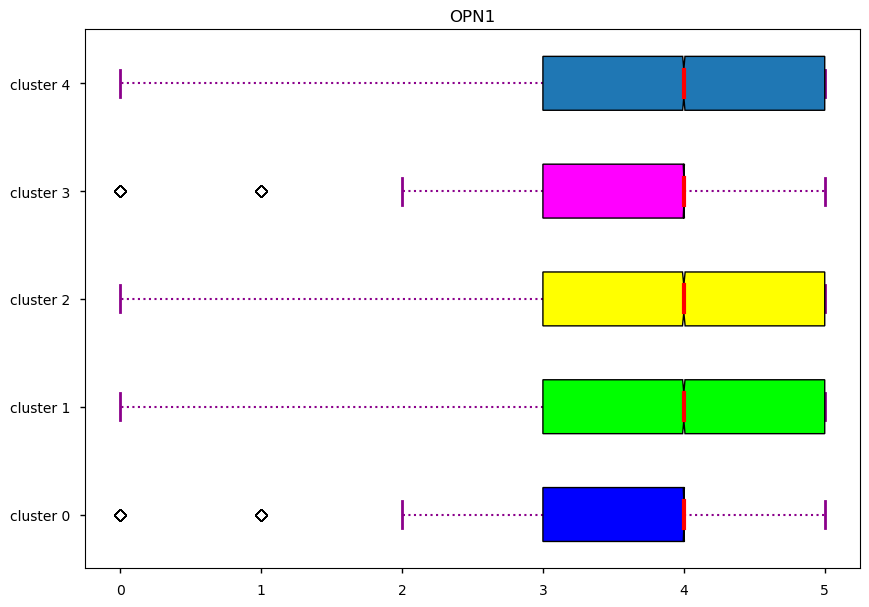 OPN1
cluster 4
cluster 3
cluster 2
cluster 1
cluster 0
0 1 2 3 4 5